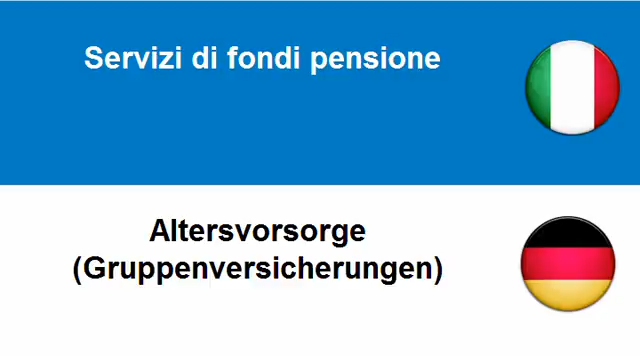 Servizi di fondi pensione
Altersvorsorge
(Gruppenversicherungen)